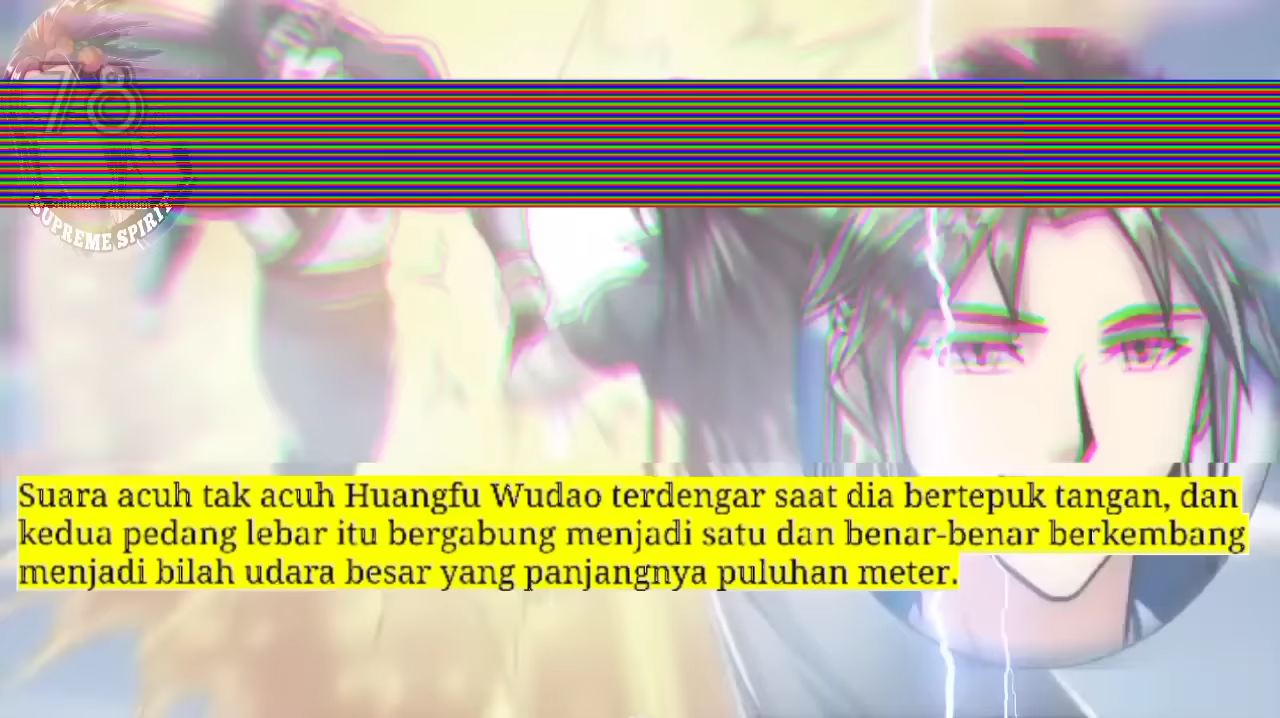 78
SUPREME SPIRIT
Suara acuh tak acuh Huangfu Wudao terdengar saat dia bertepuk tangan, dan
kedua pedang lebar itu bergabung menjadi satu dan benar-benar berkembang
menjadi bilah udara besar yang panjangnya puluhan meter.